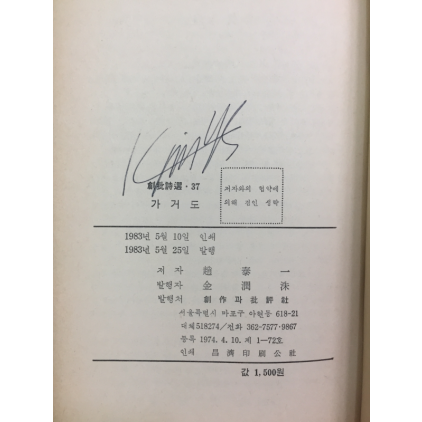 創批詩選·37
가 거 도
저자와의 협약에
의해 검인 생략
1983년 5월 10일 인쇄
1983년 5월 25일 발행
저 자 趙 泰 一
발행자 金 潤 洙
발행처 創作과批評社
서울특별시 마포구 아현동 618-21
대체518274/전화 362-7577·9867
등록 1974. 4. 10. 제 1—72호
인쇄 昌濟印刷公社
값 1,500원